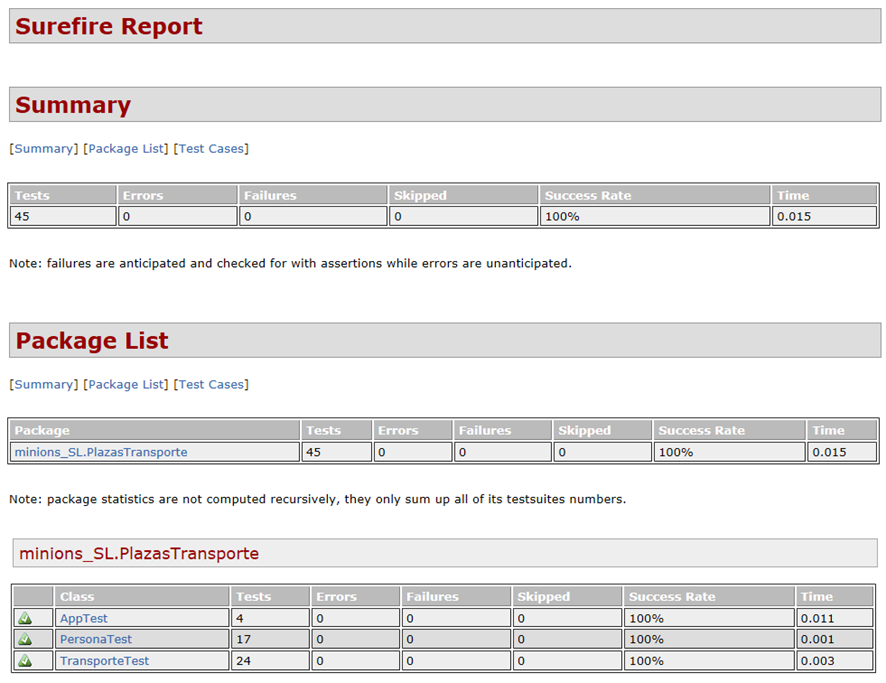 Surefire Report
Summary
[Summary] [Package List] [Test Cases]
Tests Errors Failures Skipped Success Rate Time
45 0 0 0 100% 0.015
Note: failures are anticipated and checked for with assertions while errors are unanticipated.
Package List
[Summary] [Package List] [Test Cases]
Package Tests Errors Failures Skipped Success Rate Time
minions_SL.PlazasTransporte 45 0 0 0 100% 0.015
Note: package statistics are not computed recursively, they only sum up all of its testsuites numbers.
minions_SL.PlazasTransporte
Class Tests Errors Failures Skipped Success Rate Time
AppTest 4 0 0 0 100% 0.011
PersonaTest 17 0 0 0 100% 0.001
TransporteTest 24 0 0 0 100% 0.003